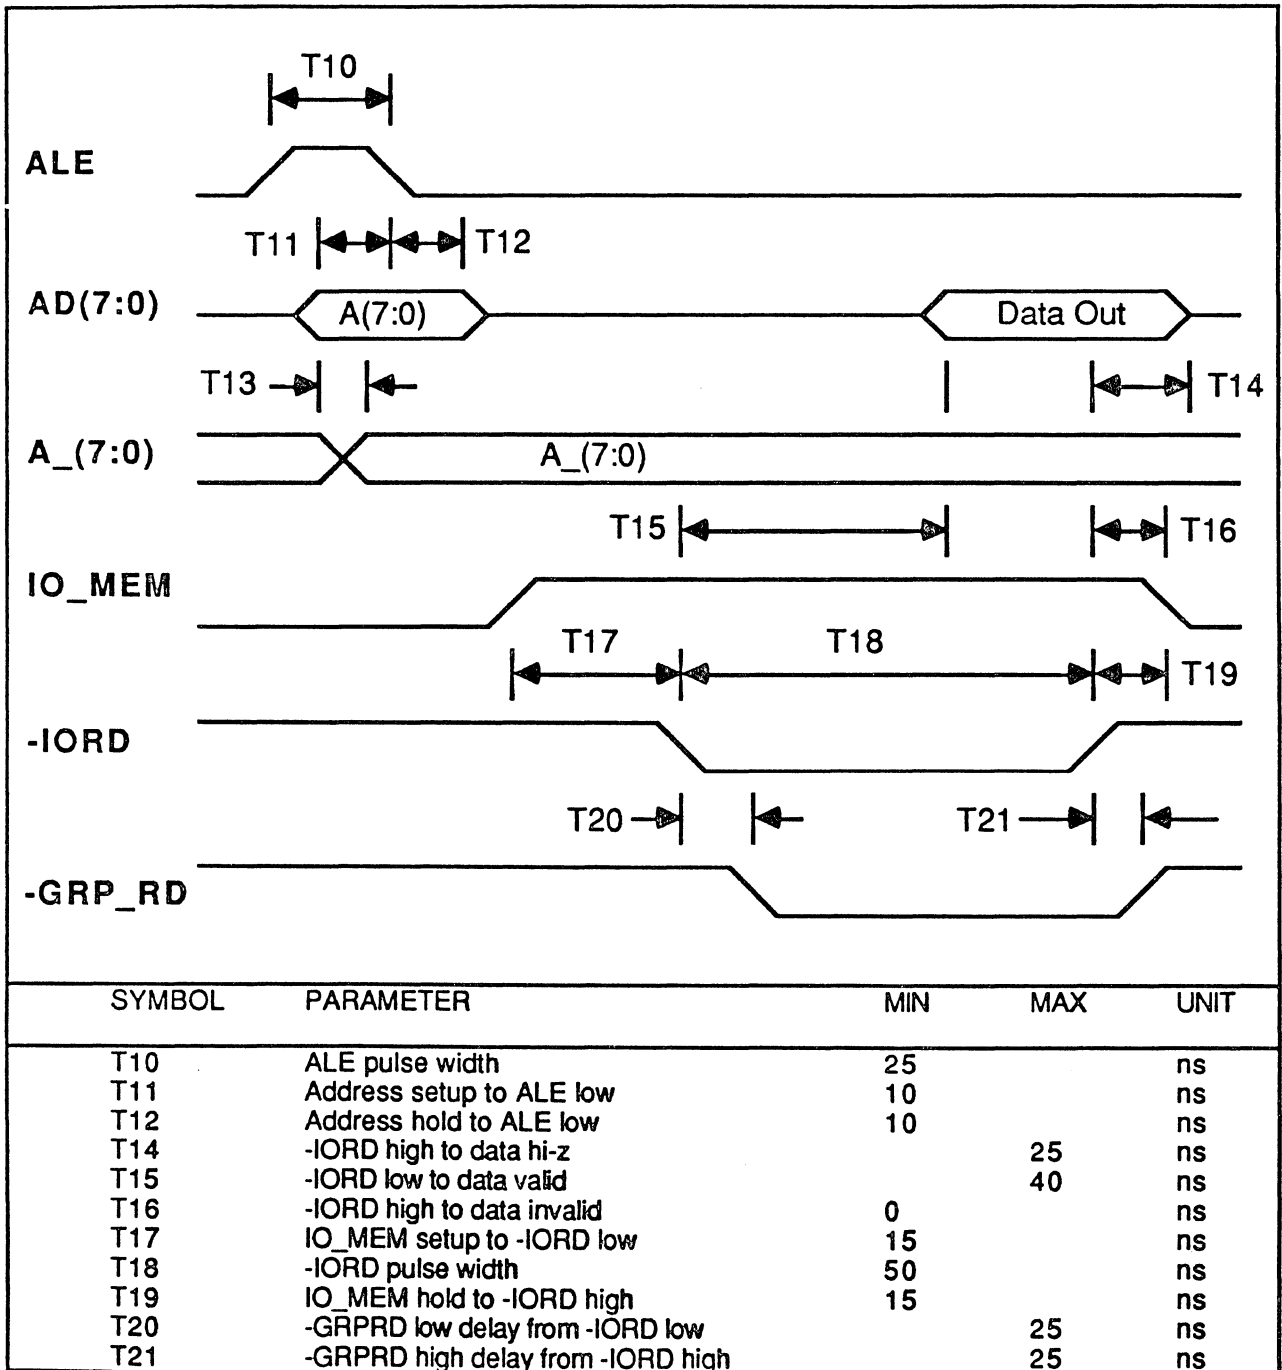 T10
ALE
T11 T12
AD(7:0) A(7:0) Data Out
T13 T14
A_(7:0) A_(7:0)
T15 T16
IO_MEM
T17 T18
T19
-IORD
T20 T21
-GRP_RD
SYMBOL PARAMETER MIN MAX UNIT
T10 ALE pulse width 25 ns
T11 Address setup to ALE low 10 ns
T12 Address hold to ALE low 10 ns
T14 -IORD high to data hi-z 25 ns
T15 -IORD low to data valid 40 ns
T16 -IORD high to data invalid 0 ns
T17 IO_MEM setup to -IORD low 15 ns
T18 -IORD pulse width 50 ns
T19 IO_MEM hold to -IORD high 15 ns
T20 -GRPRD low delay from -IORD low 25 ns
T21 -GRPRD high delay from -IORD high 25 ns